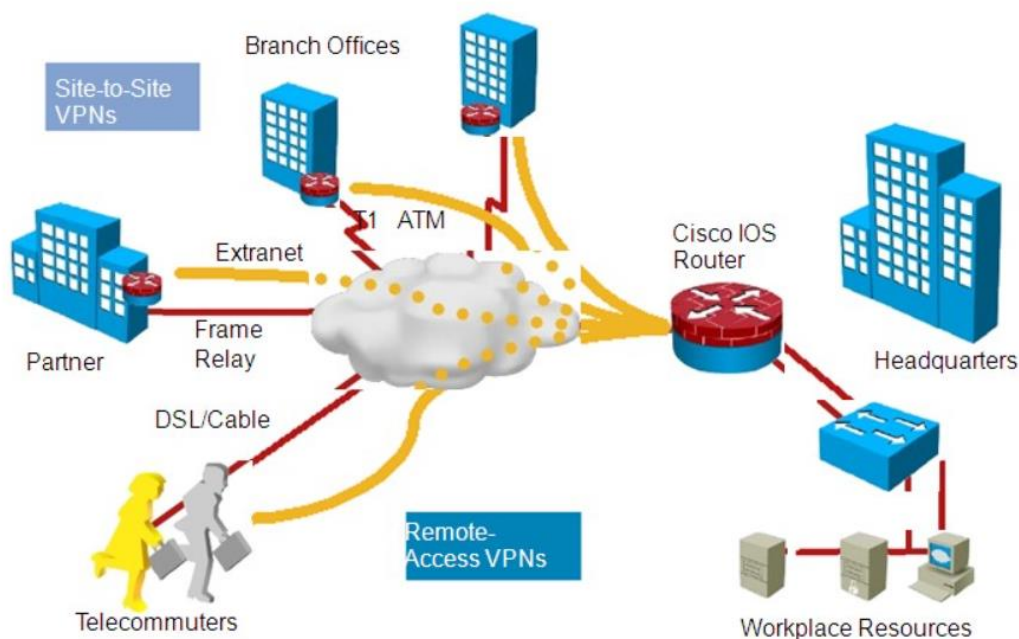 Branch Offices
Site-to-Site
VPNs
T1 ATM
Extranet
Cisco IOS
Router
Frame
Relay
Partner
Headquarters
DSL/Cable
Remote-
Access VPNs
Telecommuters
Workplace Resources